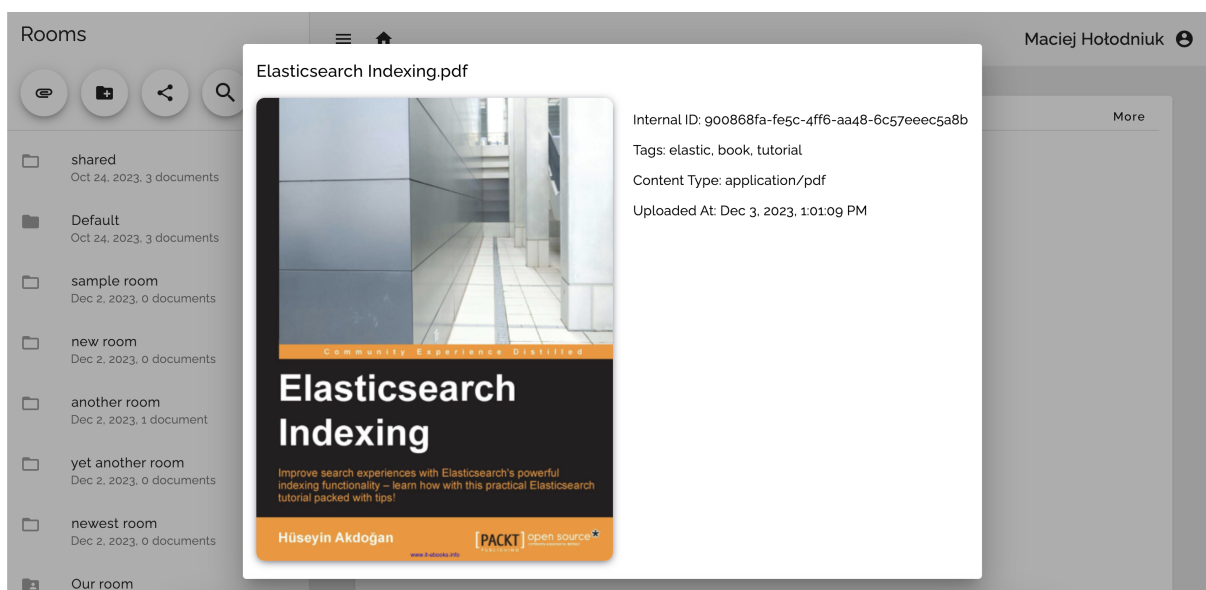 Rooms
Maciej Hołodniuk
shared
Oct 24, 2023, 3 documents
Default
Oct 24, 2023, 3 documents
sample room
Dec 2, 2023, 0 documents
new room
Dec 2, 2023, 0 documents
another room
Dec 2, 2023, 1 document
yet another room
Dec 2, 2023, 0 documents
newest room
Dec 2, 2023, 0 documents
Our room
More
Elasticsearch Indexing.pdf
Community Experience Distilled
Elasticsearch
Indexing
Improve search experiences with Elasticsearch's powerful
indexing functionality – learn how with this practical Elasticsearch
tutorial packed with tips!
Hüseyin Akdoğan
[PACKT] open source*
PUBLISHING
www.it-ebooks.info
Internal ID: 900868fa-fe5c-4ff6-aa48-6c57eeec5a8b
Tags: elastic, book, tutorial
Content Type: application/pdf
Uploaded At: Dec 3, 2023, 1:01:09 PM